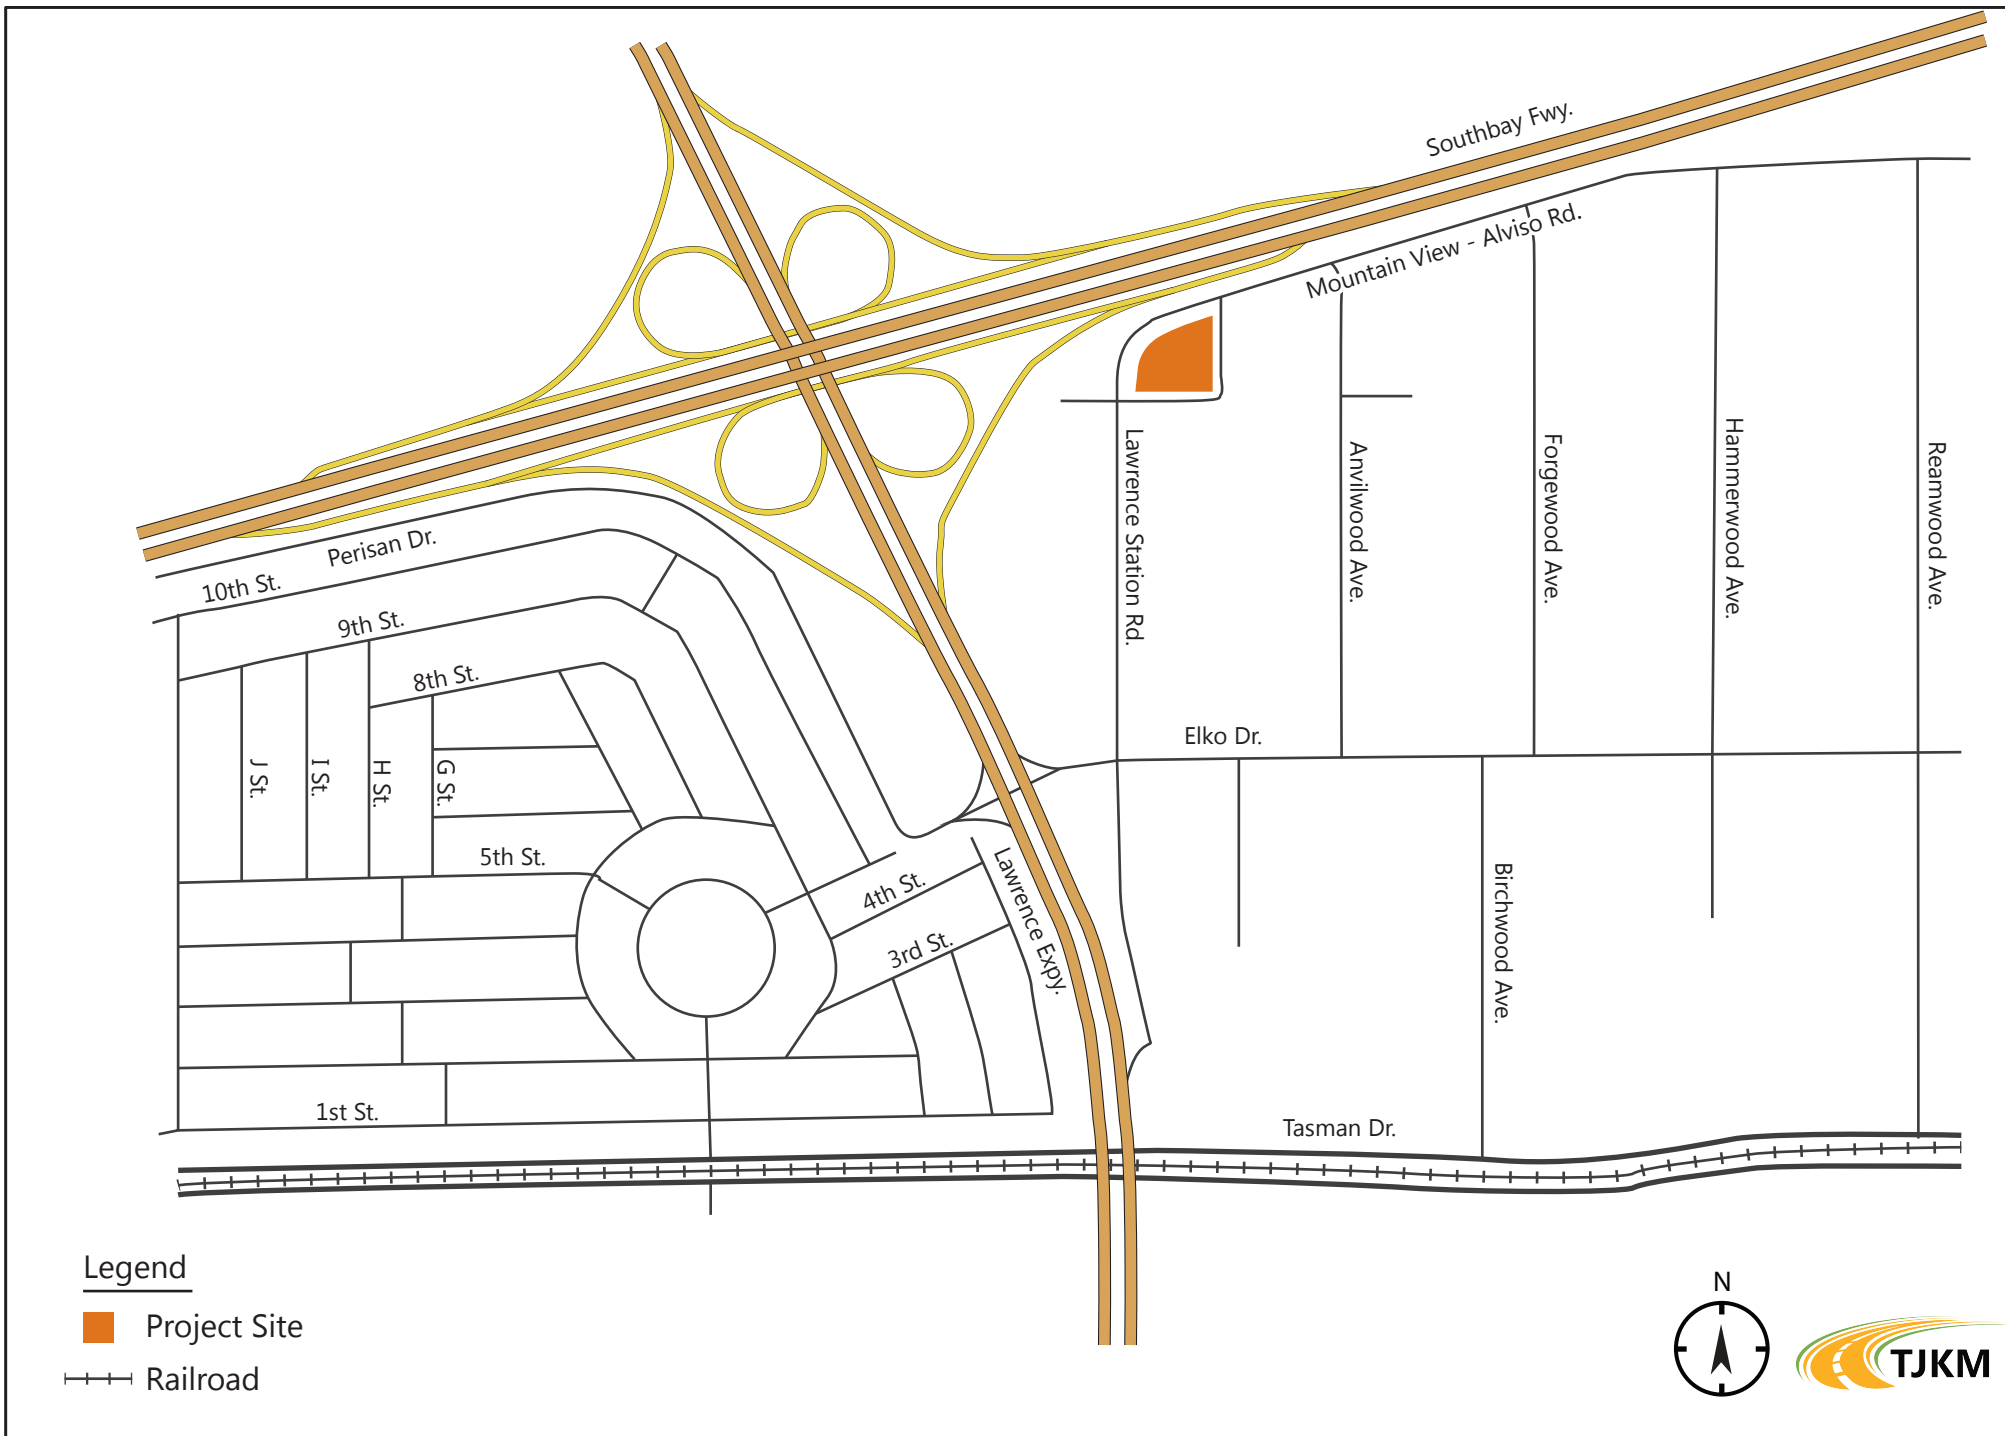 Southbay Fwy.
Mountain View - Alviso Rd.
Perisan Dr.
10th St.
9th St.
8th St.
Lawrence Station Rd.
Anvilwood Ave.
Forgewood Ave.
Hammerwood Ave.
Reamwood Ave.
Elko Dr.
J St.
I St.
H St.
G St.
5th St.
4th St.
3rd St.
Lawrence Expy.
Birchwood Ave.
1st St.
Tasman Dr.
Legend
Project Site
Railroad
N
TJKM